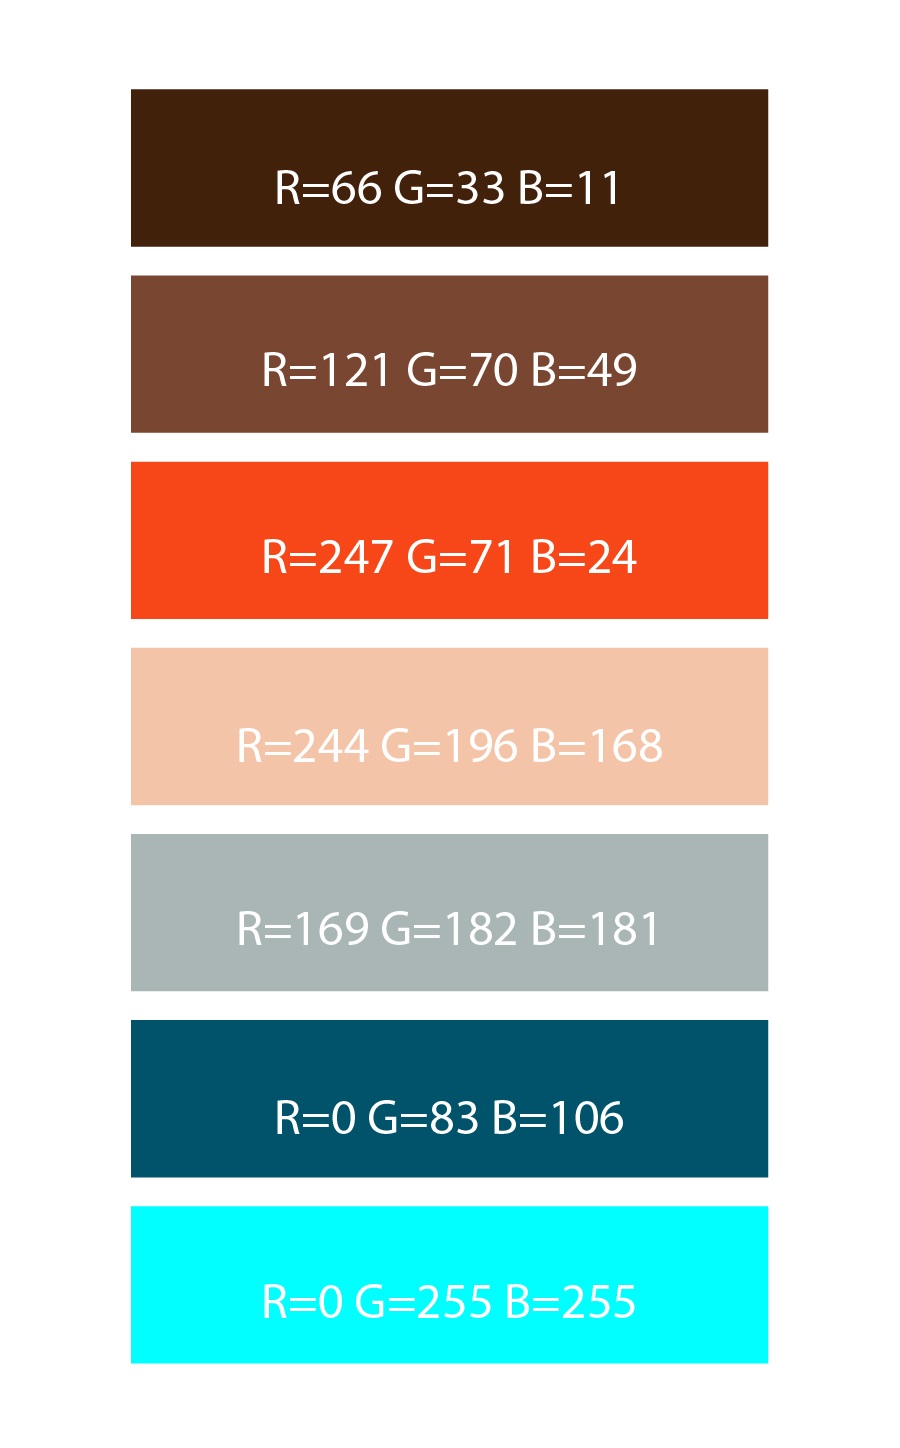 R=66 G=33 B=11
R=121 G=70 B=49
R=247 G=71 B=24
R=244 G=196 B=168
R=169 G=182 B=181
R=0 G=83 B=106
R=0 G=255 B=255